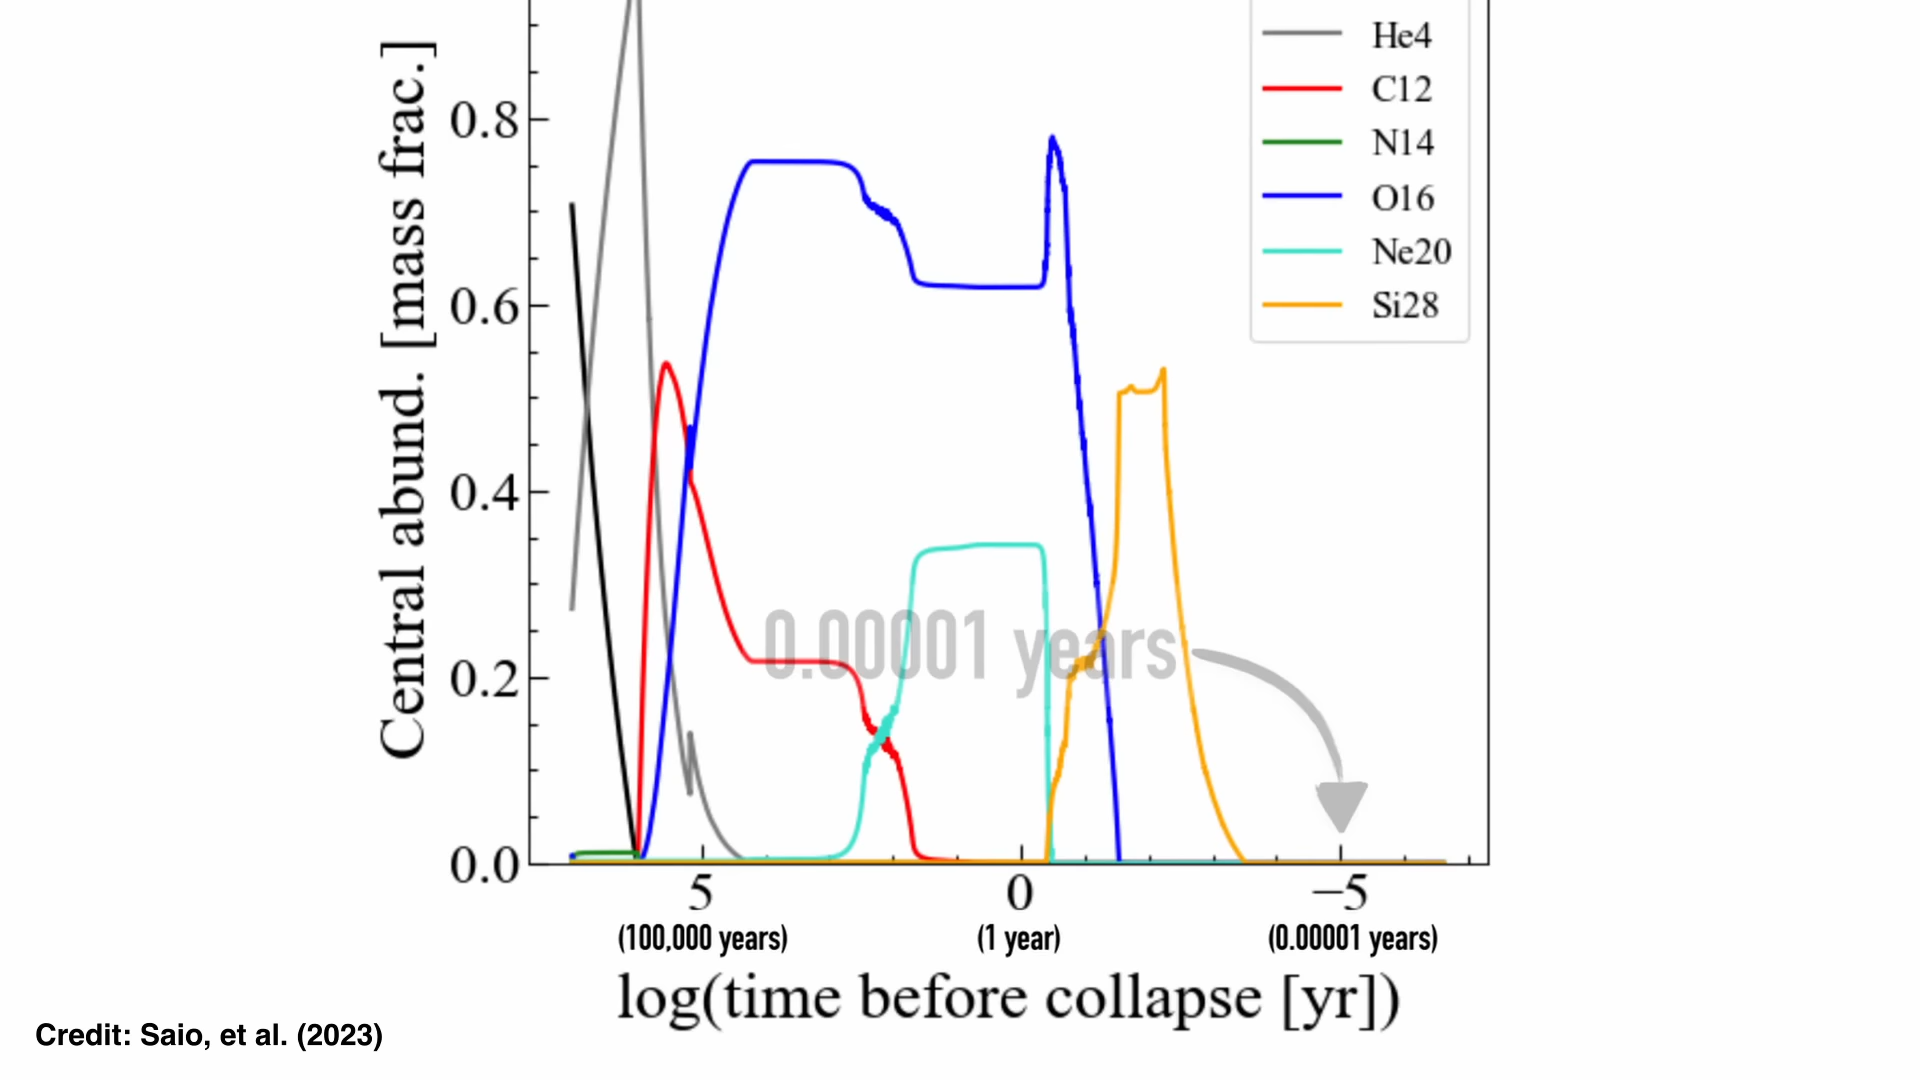 Central abund. [mass frac.]
0.8
0.6
0.4
0.2
0.0
He4
C12
N14
O16
Ne20
Si28
0.00001 years
5
0
−5
(100,000 years)
(1 year)
(0.00001 years)
log(time before collapse [yr])
Credit: Saio, et al. (2023)